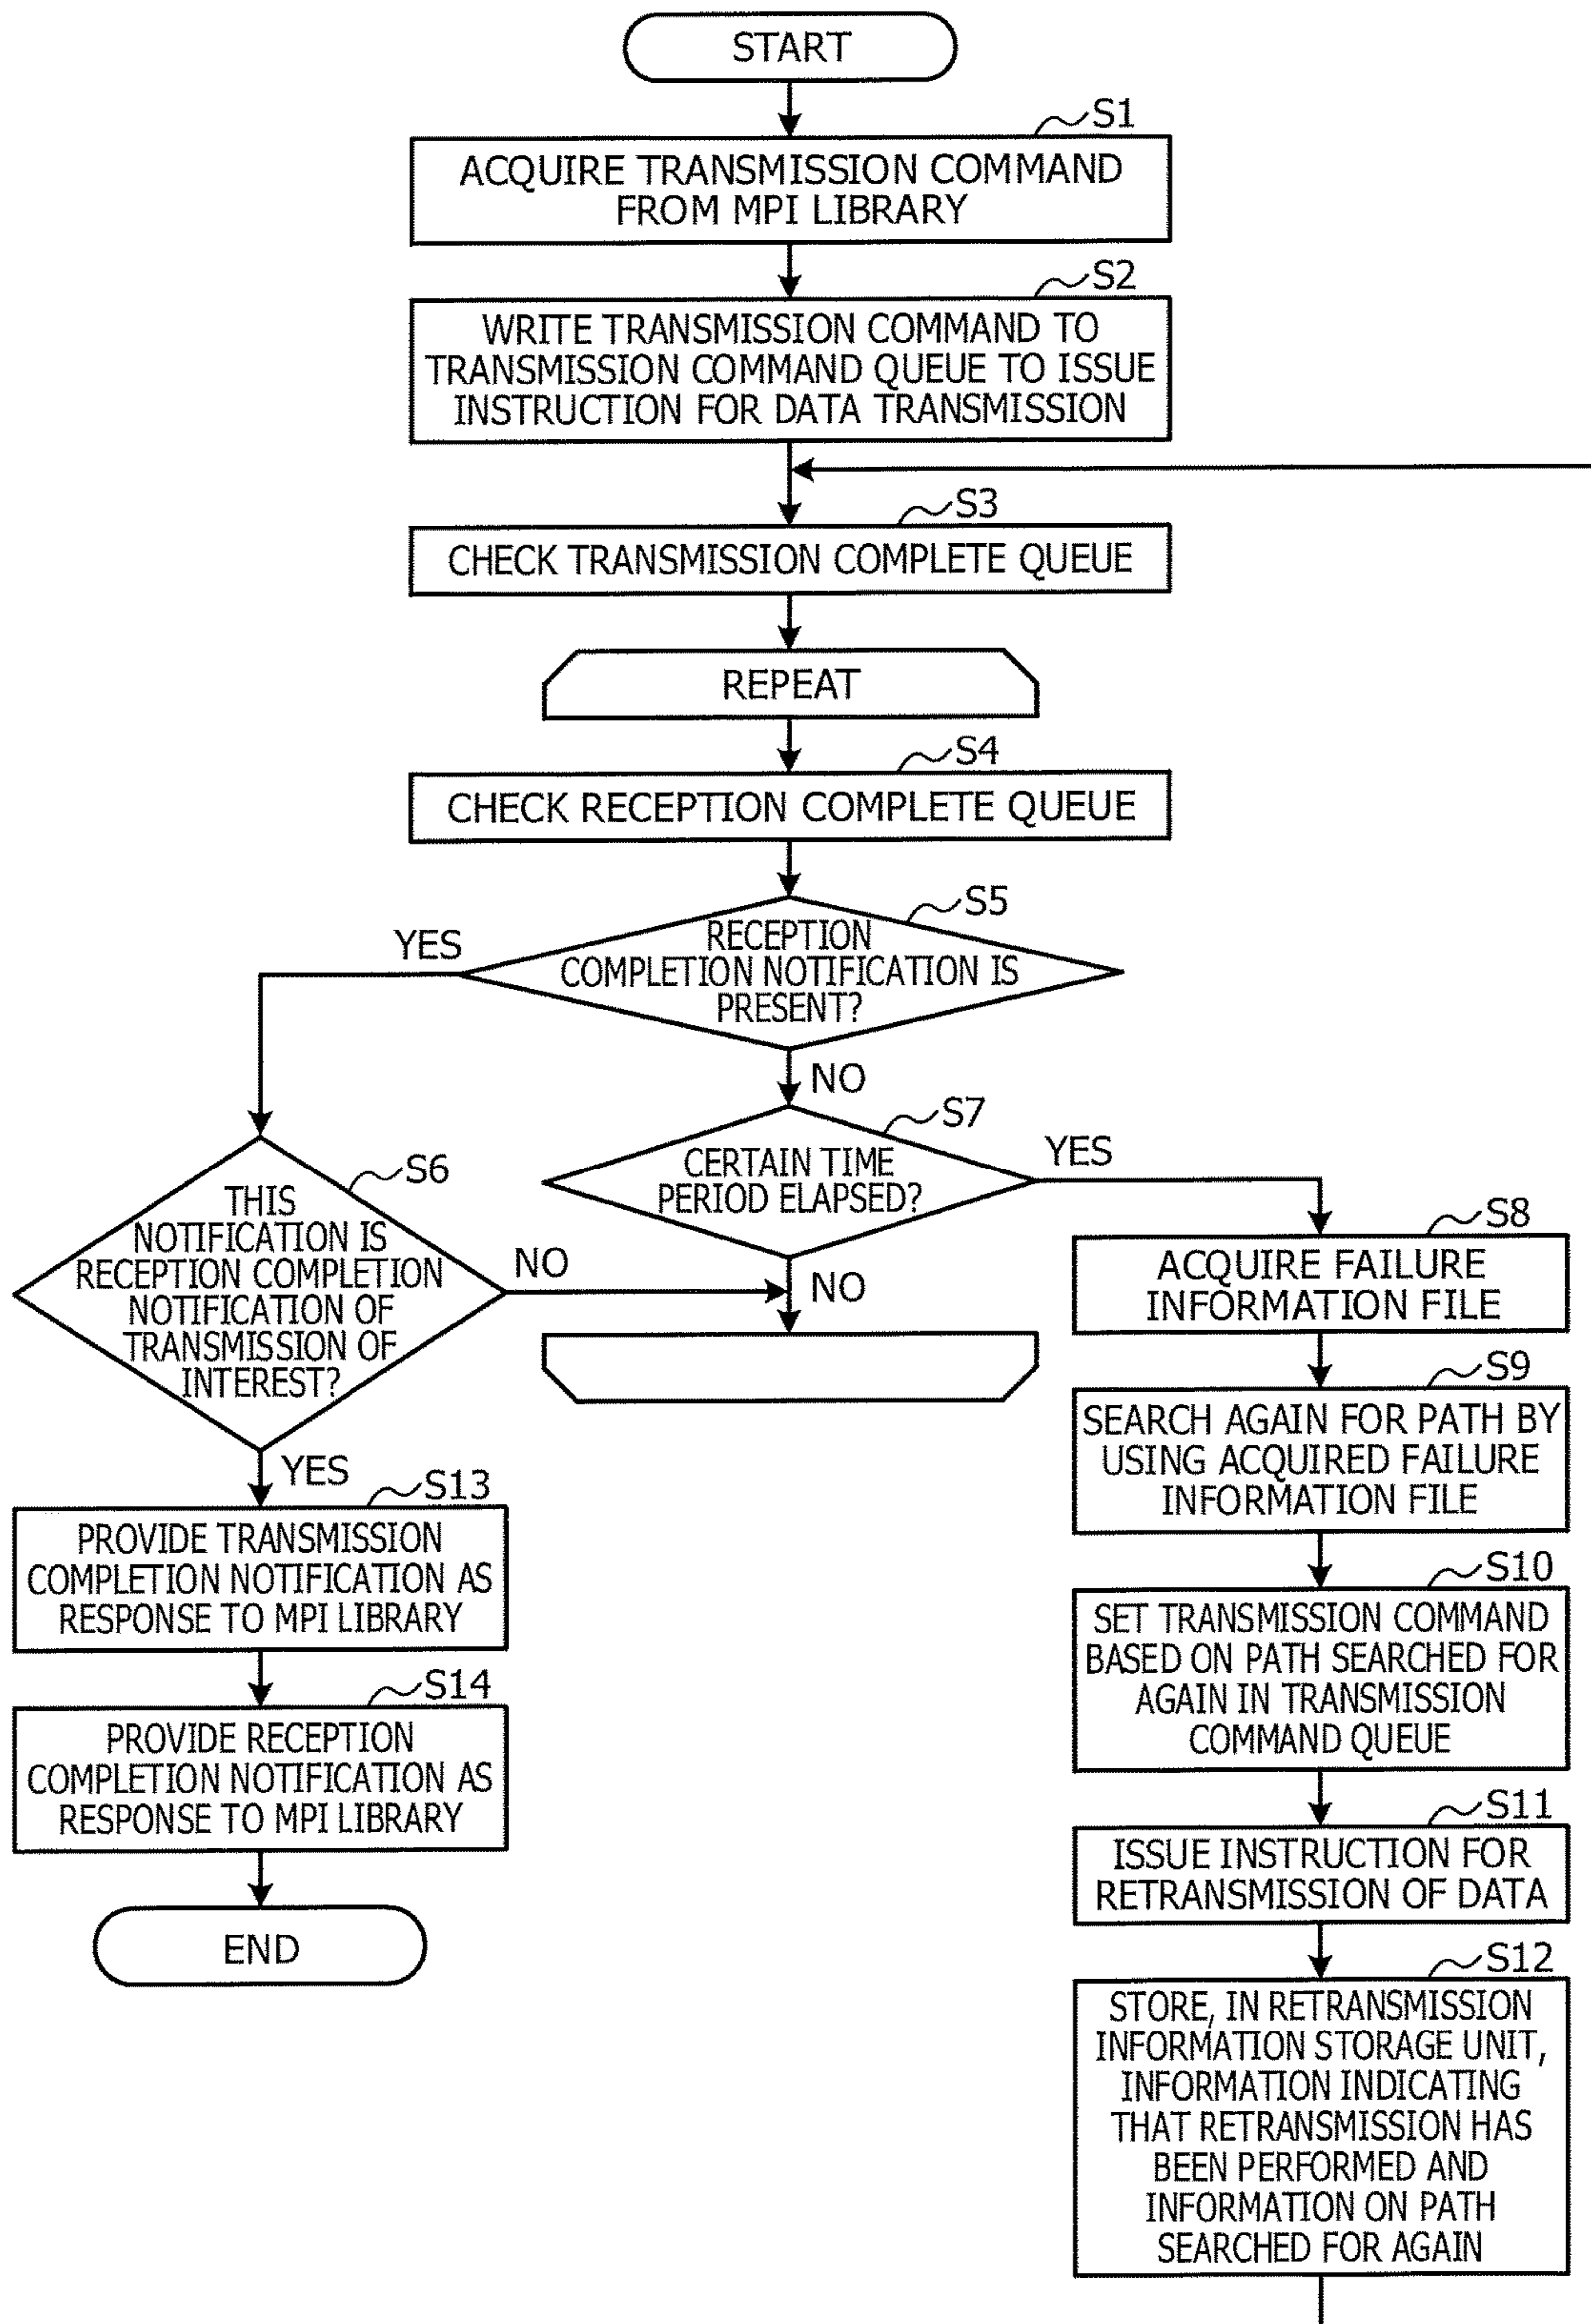 START
S1
ACQUIRE TRANSMISSION COMMAND
FROM MPI LIBRARY
S2
WRITE TRANSMISSION COMMAND TO
TRANSMISSION COMMAND QUEUE TO ISSUE
INSTRUCTION FOR DATA TRANSMISSION
S3
CHECK TRANSMISSION COMPLETE QUEUE
REPEAT
S4
CHECK RECEPTION COMPLETE QUEUE
S5
RECEPTION
COMPLETION NOTIFICATION IS
PRESENT?
YES
NO
S6
THIS
NOTIFICATION IS
RECEPTION COMPLETION
NOTIFICATION OF
TRANSMISSION OF
INTEREST?
NO
YES
S7
CERTAIN TIME
PERIOD ELAPSED?
YES
NO
S8
ACQUIRE FAILURE
INFORMATION FILE
S9
SEARCH AGAIN FOR PATH BY
USING ACQUIRED FAILURE
INFORMATION FILE
S10
SET TRANSMISSION COMMAND
BASED ON PATH SEARCHED FOR
AGAIN IN TRANSMISSION
COMMAND QUEUE
S11
ISSUE INSTRUCTION FOR
RETRANSMISSION OF DATA
S12
STORE, IN RETRANSMISSION
INFORMATION STORAGE UNIT,
INFORMATION INDICATING
THAT RETRANSMISSION HAS
BEEN PERFORMED AND
INFORMATION ON PATH
SEARCHED FOR AGAIN
S13
PROVIDE TRANSMISSION
COMPLETION NOTIFICATION AS
RESPONSE TO MPI LIBRARY
S14
PROVIDE RECEPTION
COMPLETION NOTIFICATION AS
RESPONSE TO MPI LIBRARY
END